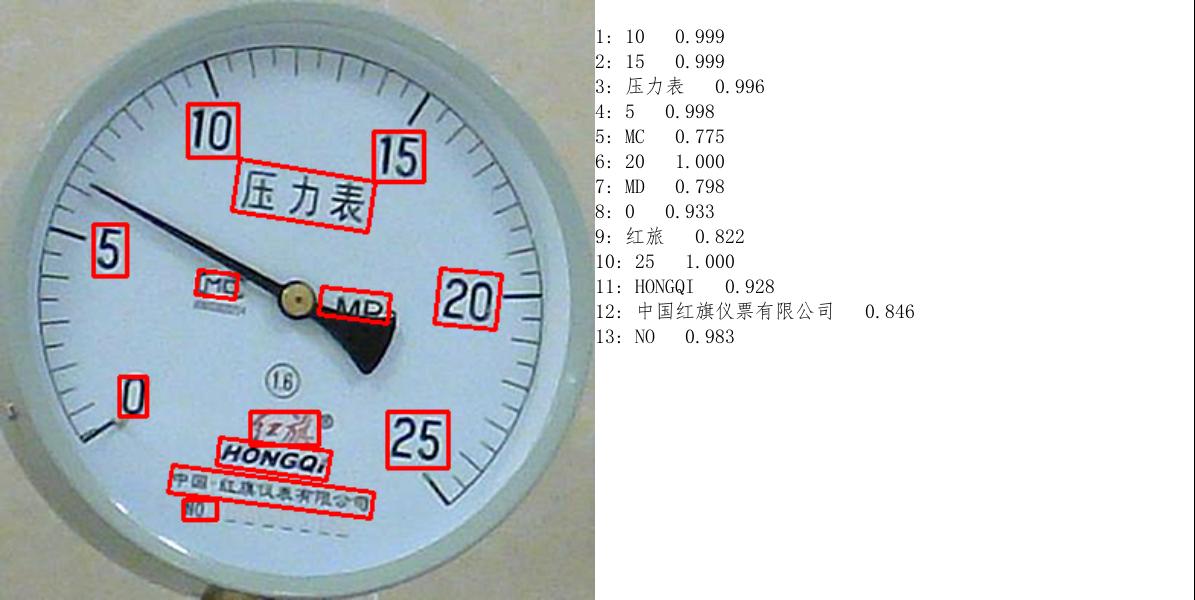 10
15
压力表
5
20
0
1.6
红旗®
25
HONGQi
中国·红旗仪表有限公司
NO
1: 10 0.999
2: 15 0.999
3: 压力表 0.996
4: 5 0.998
5: MC 0.775
6: 20 1.000
7: MD 0.798
8: 0 0.933
9: 红旅 0.822
10: 25 1.000
11: HONGQI 0.928
12: 中国红旗仪票有限公司 0.846
13: NO 0.983